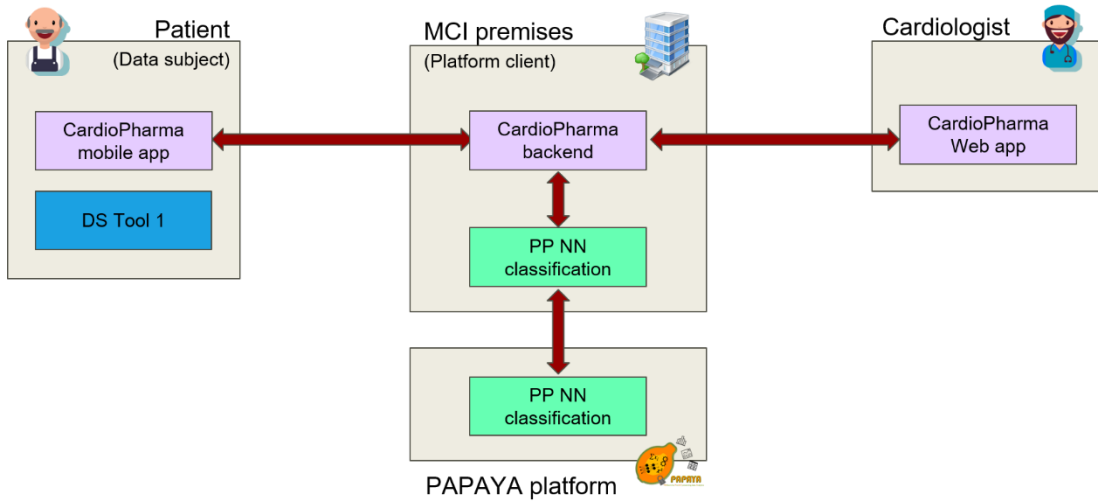 Patient
(Data subject)
CardioPharma
mobile app
DS Tool 1
MCI premises
(Platform client)
CardioPharma
backend
PP NN
classification
PP NN
classification
PAPAYA
PAPAYA platform
Cardiologist
CardioPharma
Web app